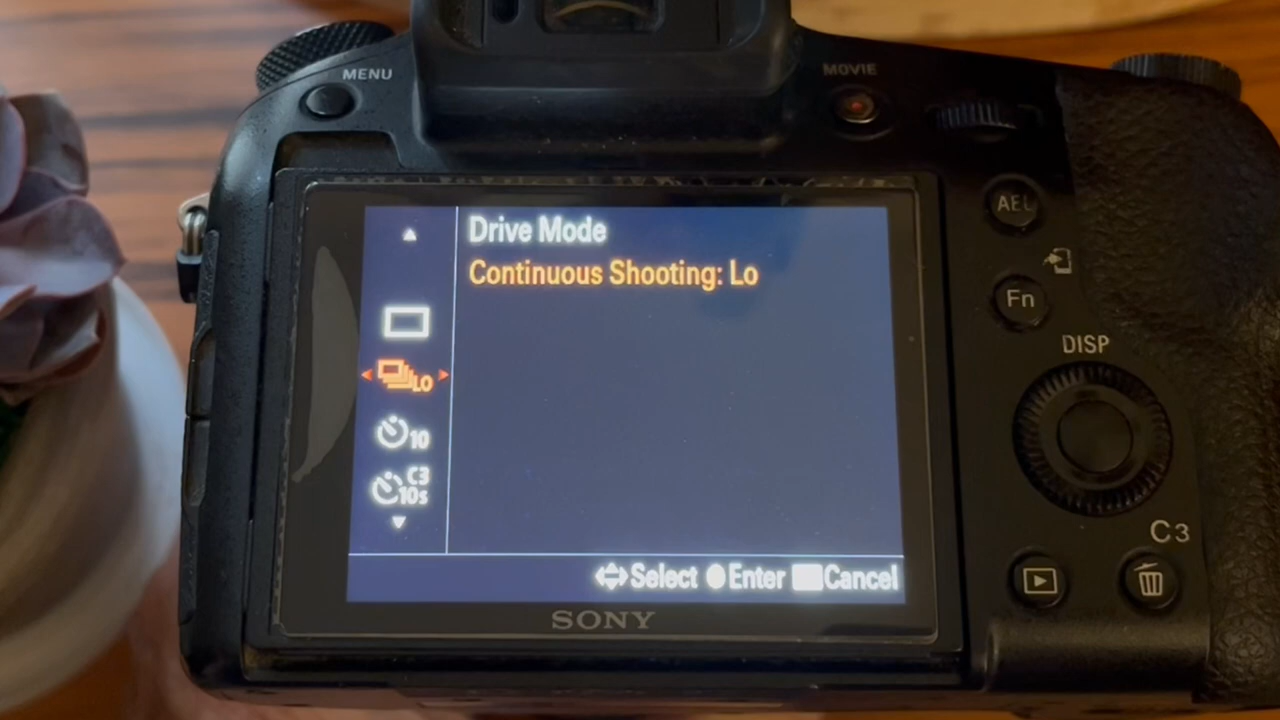 MENU
MOVIE
AEL
Fn
DISP
C3
SONY
Drive Mode
Continuous Shooting: Lo
LO
10
C3
10s
Select Enter Cancel